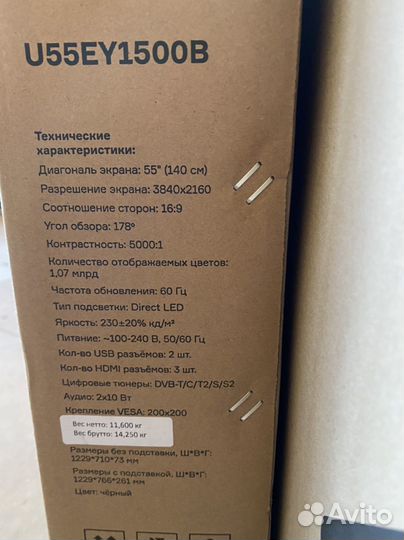 U55EY1500B
Технические
характеристики:
Диагональ экрана: 55" (140 см)
Разрешение экрана: 3840x2160
Соотношение сторон: 16:9
Угол обзора: 178°
Контрастность: 5000:1
Количество отображаемых цветов:
1,07 млрд
Частота обновления: 60 Гц
Тип подсветки: Direct LED
Яркость: 230±20% кд/м²
Питание: ~100-240 В, 50/60 Гц
Кол-во USB разъёмов: 2 шт.
Кол-во HDMI разъёмов: 3 шт.
Цифровые тюнеры: DVB-T/C/T2/S/S2
Аудио: 2x10 Вт
Крепление VESA: 200x200
Вес нетто: 11,600 кг
Вес брутто: 14,250 кг
Размеры без подставки, Ш*В*Г:
1229*710*73 мм
Размеры с подставкой, Ш*В*Г:
1229*766*261 мм
Цвет: чёрный
Avito